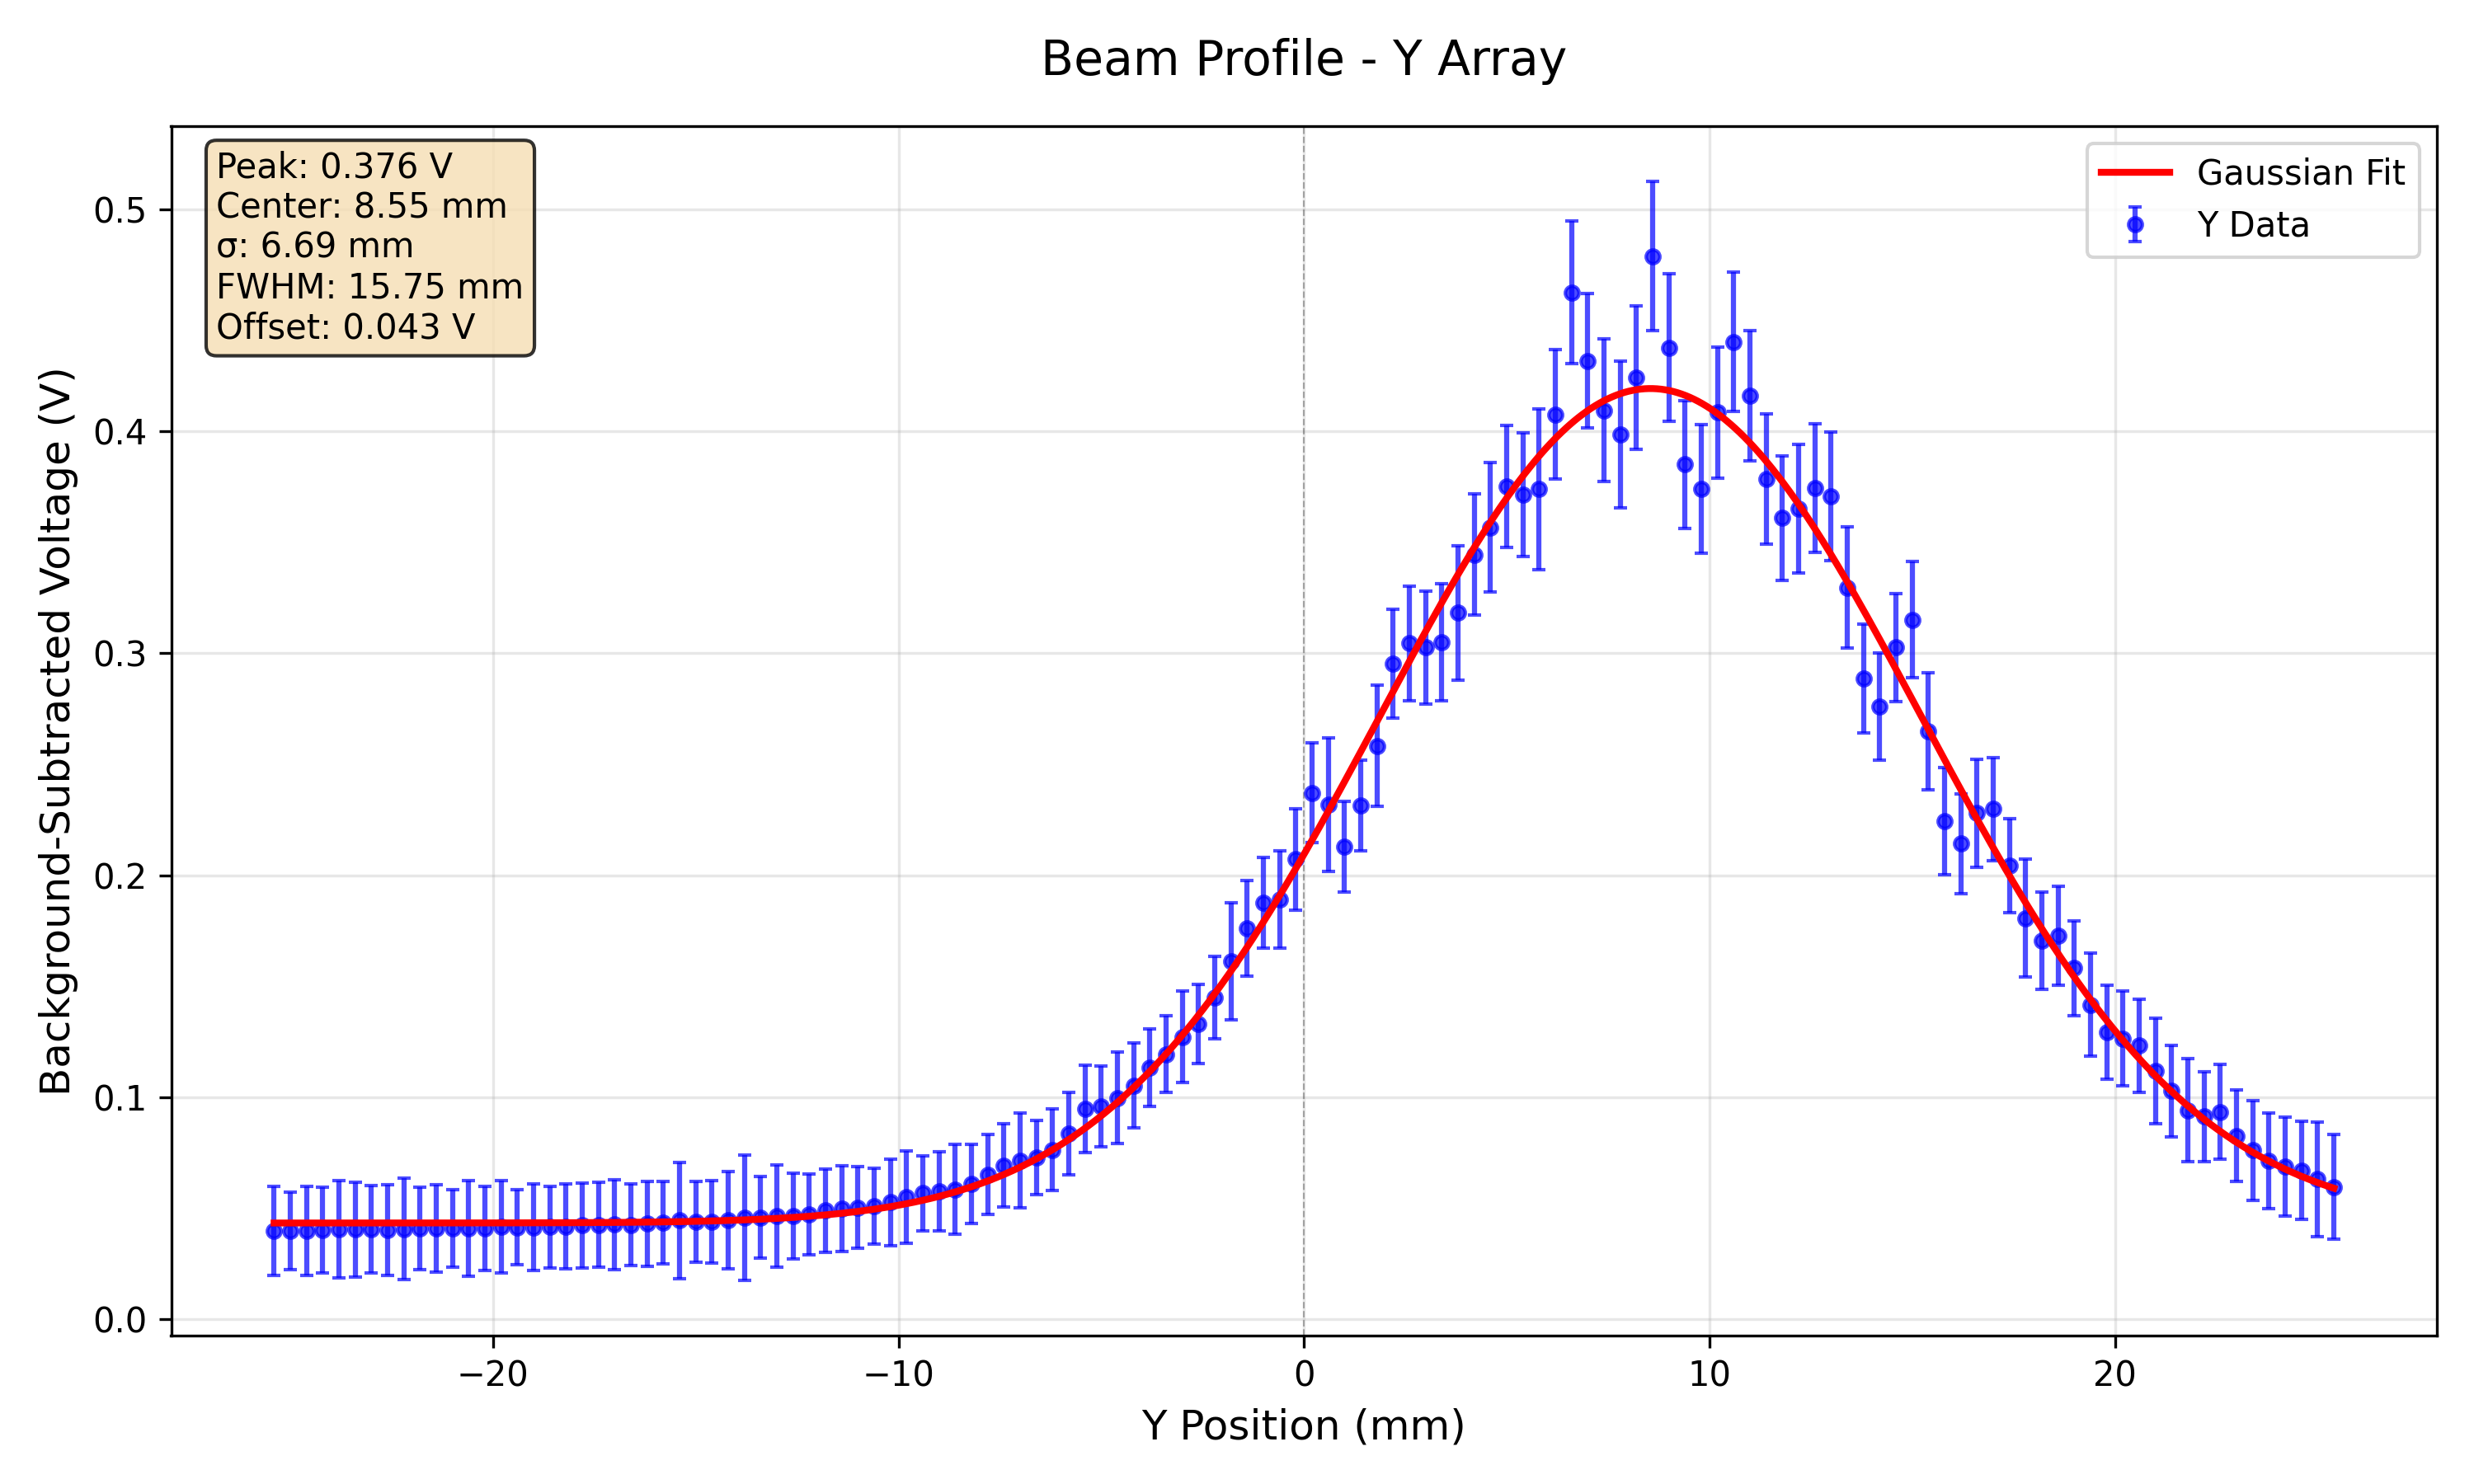 Beam Profile - Y Array
Peak: 0.376 V
Center: 8.55 mm
σ: 6.69 mm
FWHM: 15.75 mm
Offset: 0.043 V
Gaussian Fit
Y Data
Background-Subtracted Voltage (V)
0.5
0.4
0.3
0.2
0.1
0.0
−20
−10
0
10
20
Y Position (mm)